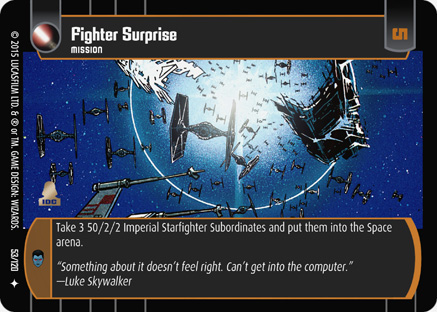 Fighter Surprise
MISSION
5
© 2015 LUCASFILM LTD. & ® or TM. GAME DESIGN, WIZARDS.
100
53/120
Take 3 50/2/2 Imperial Starfighter Subordinates and put them into the Space
arena.
“Something about it doesn’t feel right. Can’t get into the computer.”
—Luke Skywalker